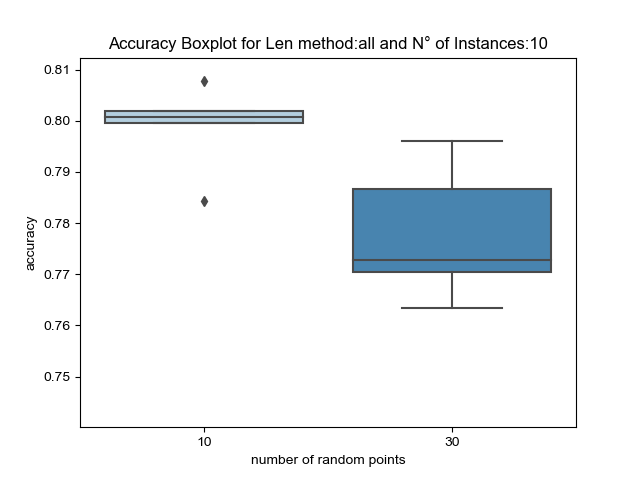 Accuracy Boxplot for Len method:all and N° of Instances:10
0.81
0.80
0.79
0.78
0.77
0.76
0.75
accuracy
10 30
number of random points